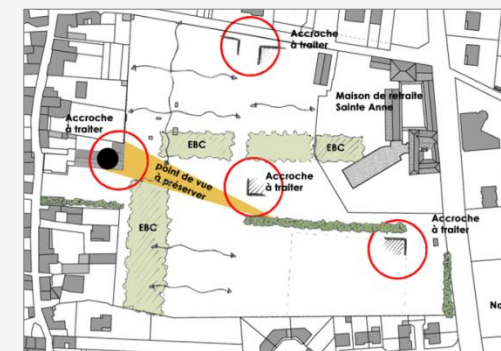 Accroche
à traiter
Maison de retraite
Sainte Anne
Accroche
à traiter
EBC
EBC
point de vue
à préserver
Accroche
à traiter
EBC
Accroche
à traiter
No